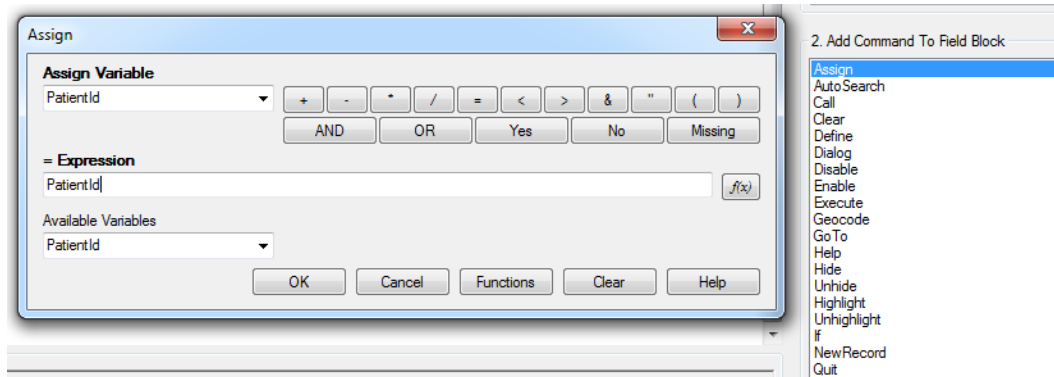 Assign
Assign Variable
PatientId
+ - * / = < > & " ( )
AND OR Yes No Missing
= Expression
PatientId
f(x)
Available Variables
PatientId
OK Cancel Functions Clear Help
2. Add Command To Field Block
Assign
AutoSearch
Call
Clear
Define
Dialog
Disable
Enable
Execute
Geocode
GoTo
Help
Hide
Unhide
Highlight
Unhighlight
If
NewRecord
Quit